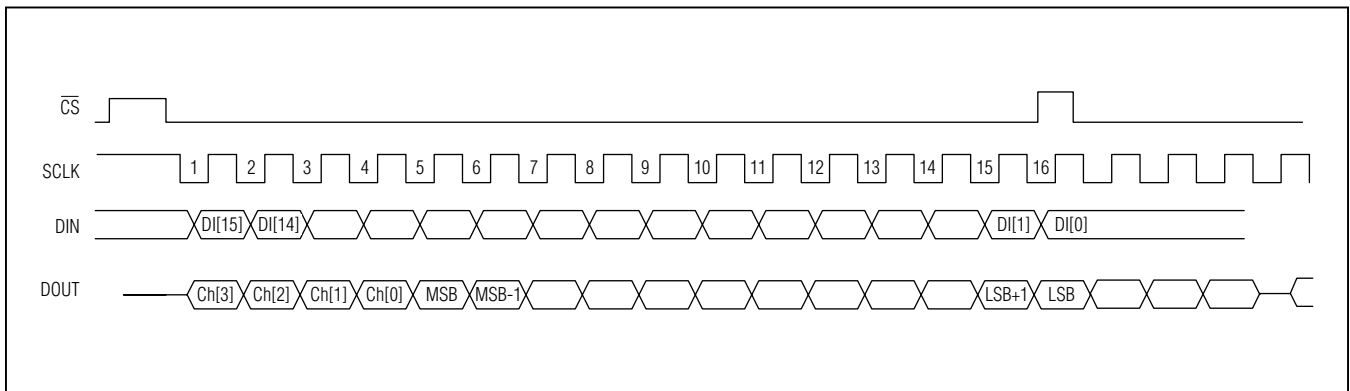 C̅S̅
SCLK 1 2 3 4 5 6 7 8 9 10 11 12 13 14 15 16
DIN DI[15] DI[14] DI[1] DI[0]
DOUT Ch[3] Ch[2] Ch[1] Ch[0] MSB MSB-1 LSB+1 LSB